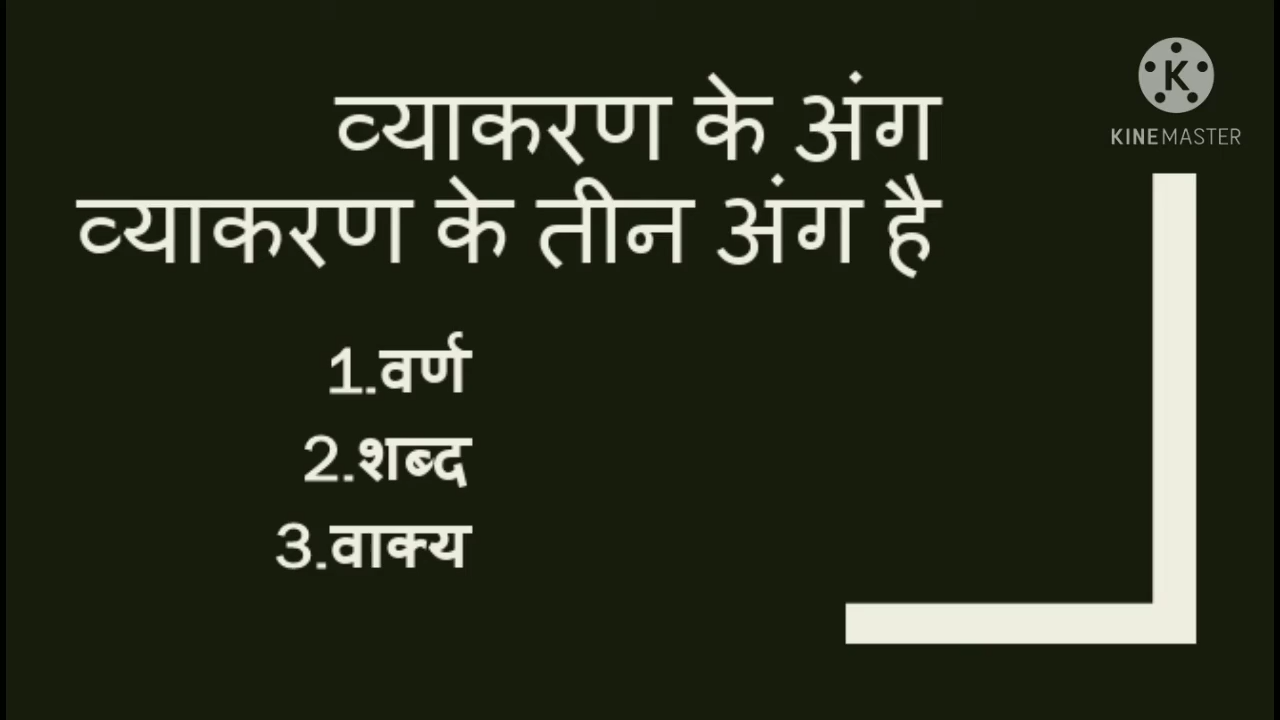 व्याकरण के अंग
व्याकरण के तीन अंग है
1.वर्ण
2.शब्द
3.वाक्य
K
KINEMASTER